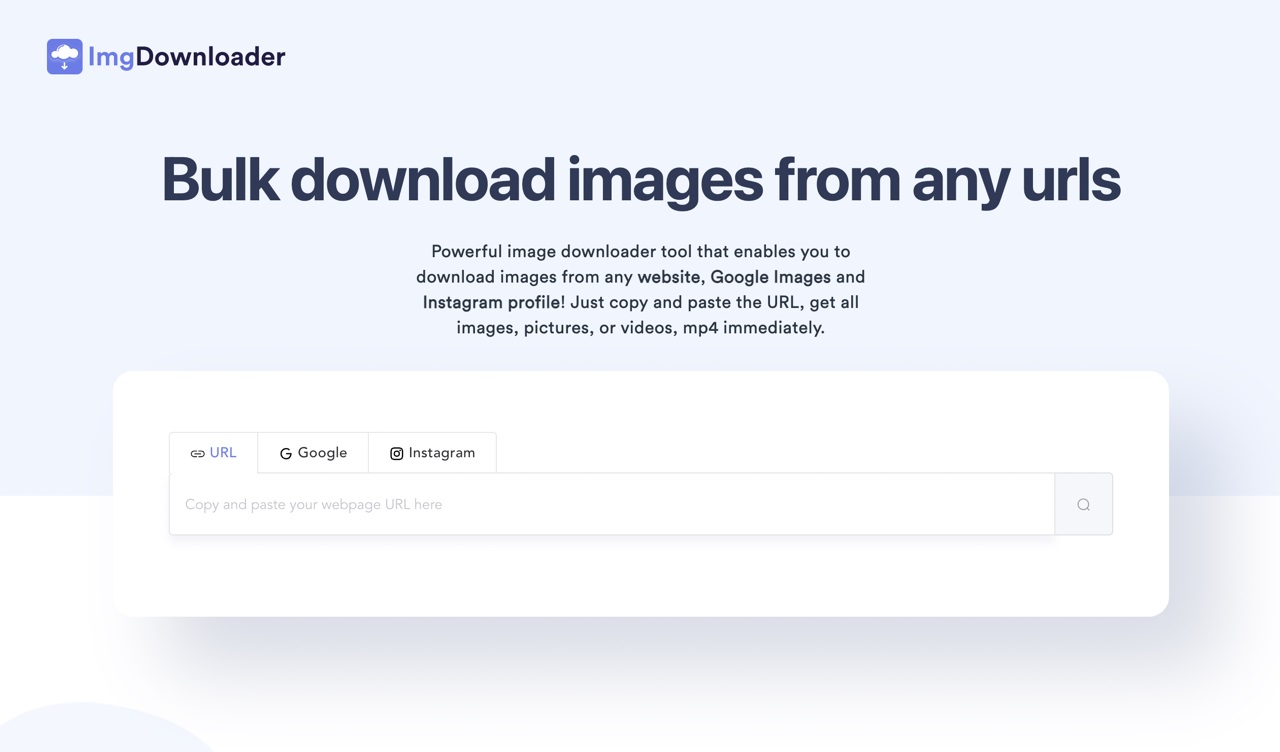 ImgDownloader
Bulk download images from any urls
Powerful image downloader tool that enables you to
download images from any website, Google Images and
Instagram profile! Just copy and paste the URL, get all
images, pictures, or videos, mp4 immediately.
URL Google Instagram
Copy and paste your webpage URL here